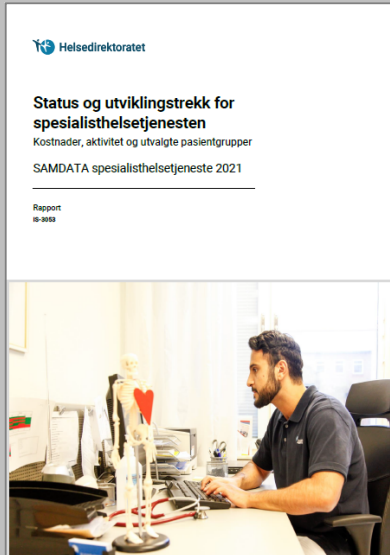 Helsedirektoratet
Status og utviklingstrekk for
spesialisthelsetjenesten
Kostnader, aktivitet og utvalgte pasientgrupper
SAMDATA spesialisthelsetjeneste 2021
Rapport
IS-3053